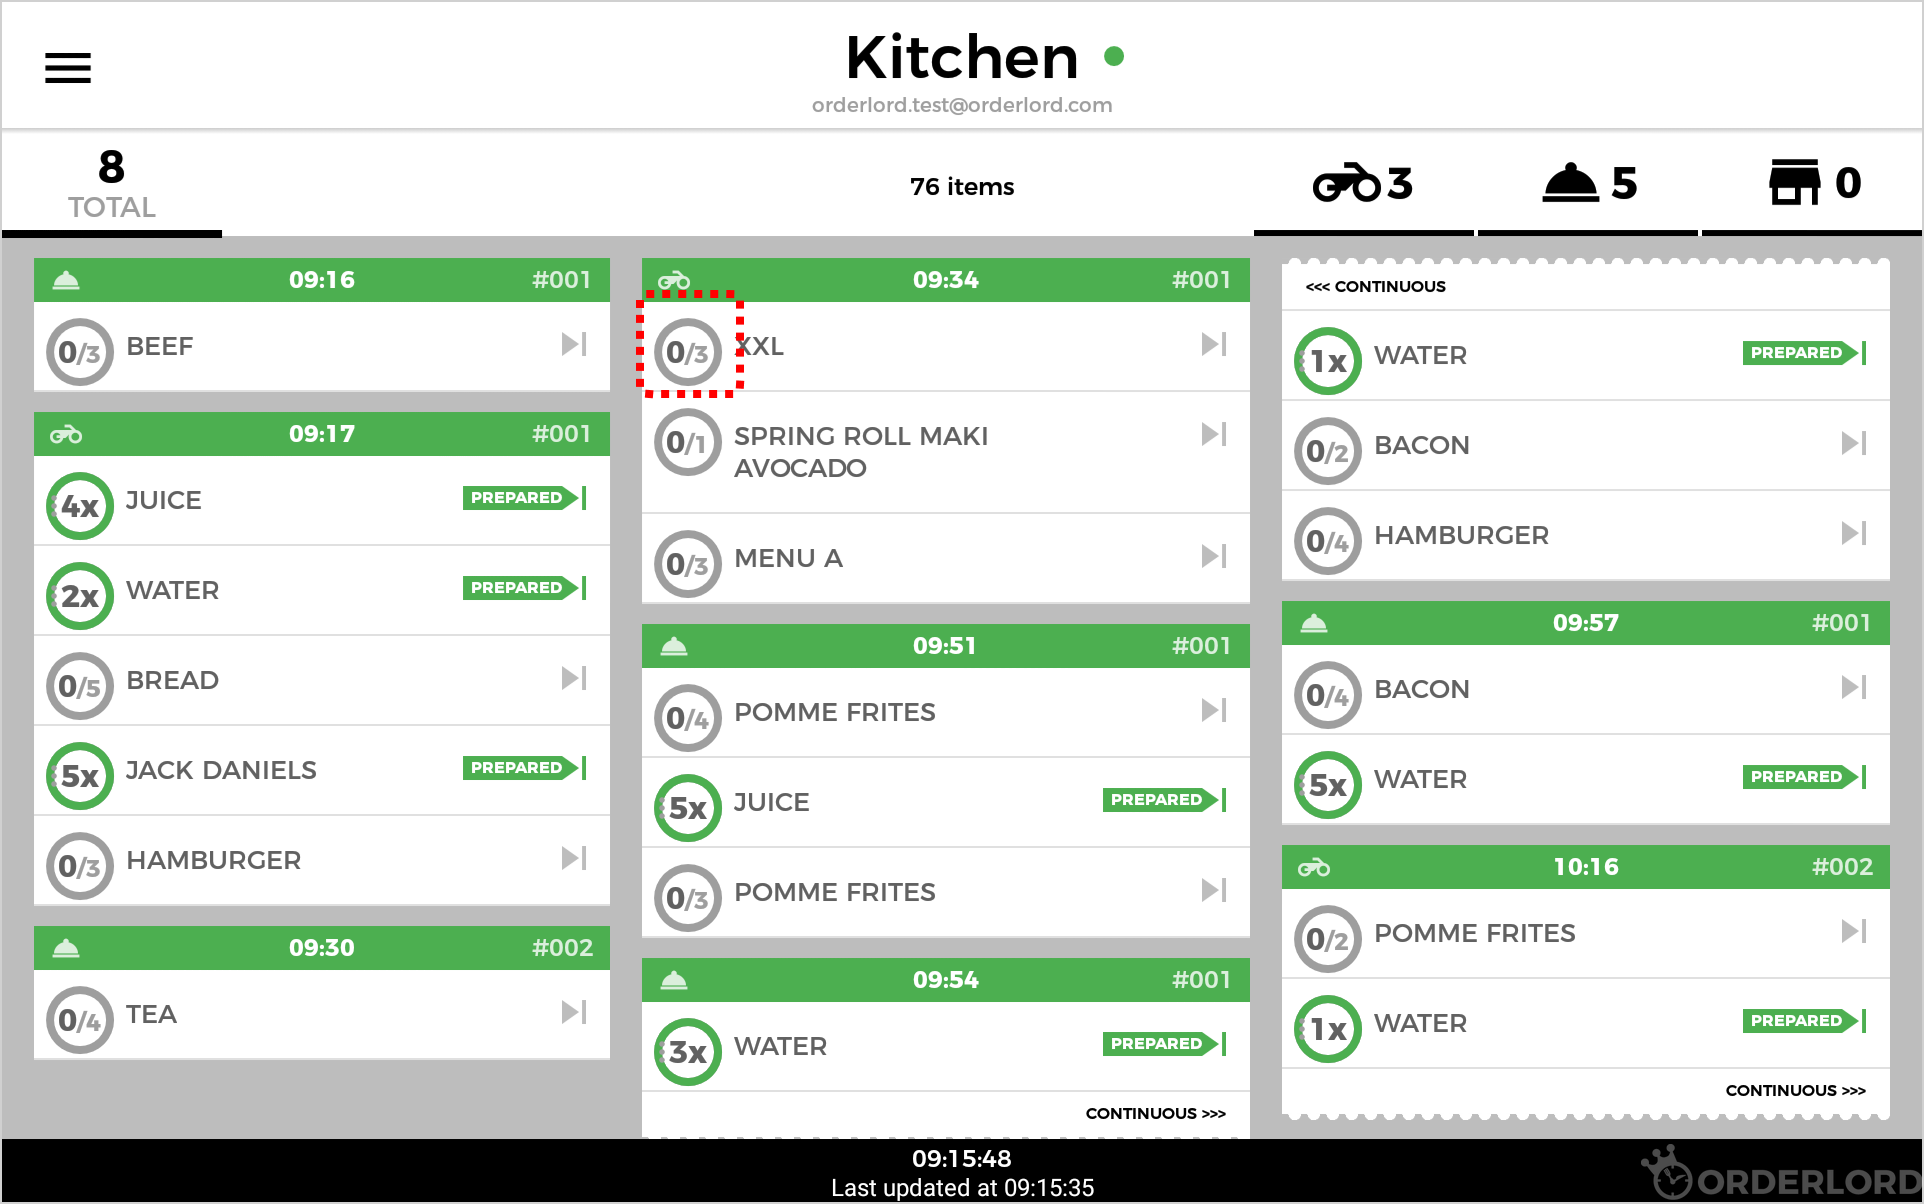 Kitchen
orderlord.test@orderlord.com
8
TOTAL
76 items
3
5
0
09:16 #001
0/3 BEEF
09:17 #001
4x JUICE PREPARED
2x WATER PREPARED
0/5 BREAD
5x JACK DANIELS PREPARED
0/3 HAMBURGER
09:30 #002
0/4 TEA
09:34 #001
0/3 XXL
0/1 SPRING ROLL MAKI
AVOCADO
0/3 MENU A
09:51 #001
0/4 POMME FRITES
5x JUICE PREPARED
0/3 POMME FRITES
09:54 #001
3x WATER PREPARED
CONTINUOUS >>>
<<< CONTINUOUS
1x WATER PREPARED
0/2 BACON
0/4 HAMBURGER
09:57 #001
0/4 BACON
5x WATER PREPARED
10:16 #002
0/2 POMME FRITES
1x WATER PREPARED
CONTINUOUS >>>
09:15:48
Last updated at 09:15:35
ORDERLORD